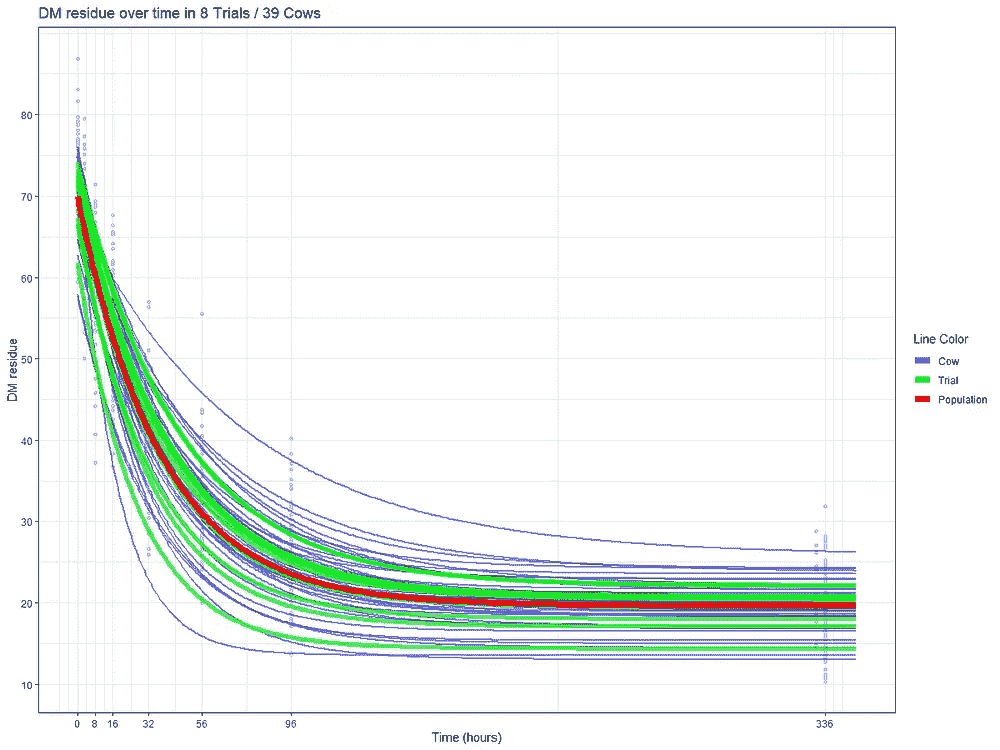 DM residue over time in 8 Trials / 39 Cows
80
70
60
50
40
30
20
10
DM residue
0 8 16 32 56 96 336
Time (hours)
Line Color
Cow
Trial
Population